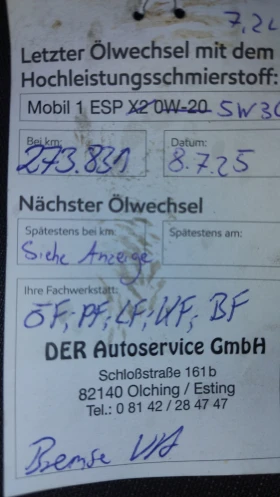 7,2L
Letzter Ölwechsel mit dem
Hochleistungsschmierstoff:
Mobil 1 ESP X2 0W-20 5W30
Bei km: Datum:
273.831 8.7.25
Nächster Ölwechsel
Spätestens bei km: Spätestens am:
Siehe Anzeige
Ihre Fachwerkstatt:
ÖF; PF; LF; KF; BF
DER Autoservice GmbH
Schloßstraße 161b
82140 Olching / Esting
Tel.: 0 81 42 / 28 47 47
Bremse